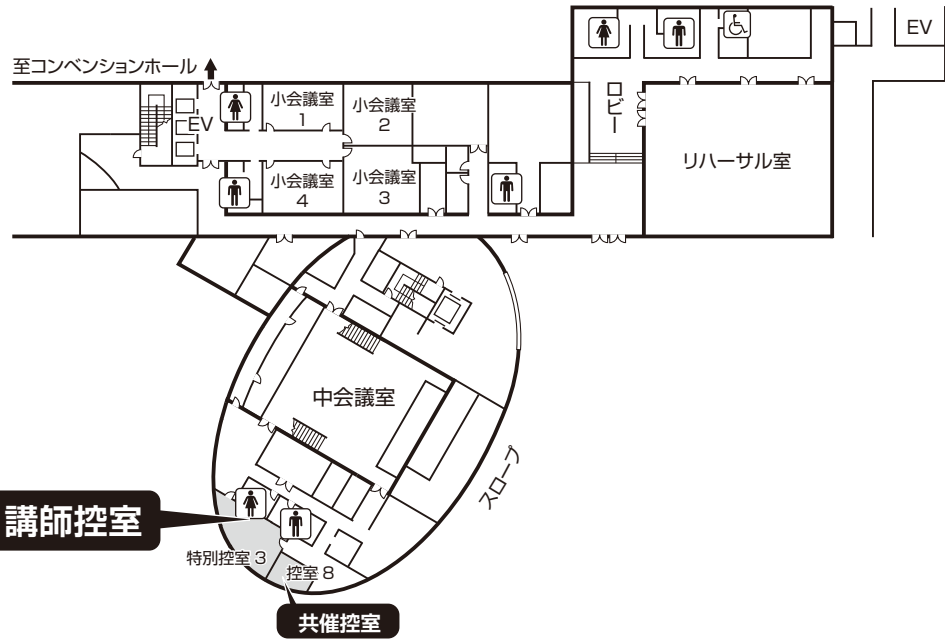 EV
至コンベンションホール
小会議室
1
小会議室
2
ロビー
EV
リハーサル室
小会議室
4
小会議室
3
中会議室
スロープ
講師控室
特別控室 3
控室 8
共催控室